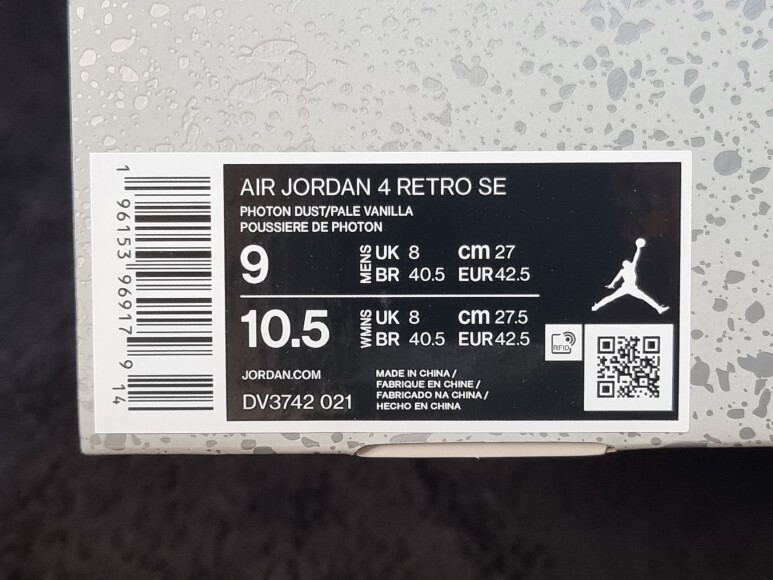 AIR JORDAN 4 RETRO SE
PHOTON DUST/PALE VANILLA
POUSSIERE DE PHOTON
9 MENS UK 8 cm 27
BR 40.5 EUR 42.5
10.5 WMNS UK 8 cm 27.5
BR 40.5 EUR 42.5
RFID
JORDAN.COM
DV3742 021
MADE IN CHINA /
FABRIQUE EN CHINE /
FABRICADO NA CHINA /
HECHO EN CHINA
1 96153 96917 9 14